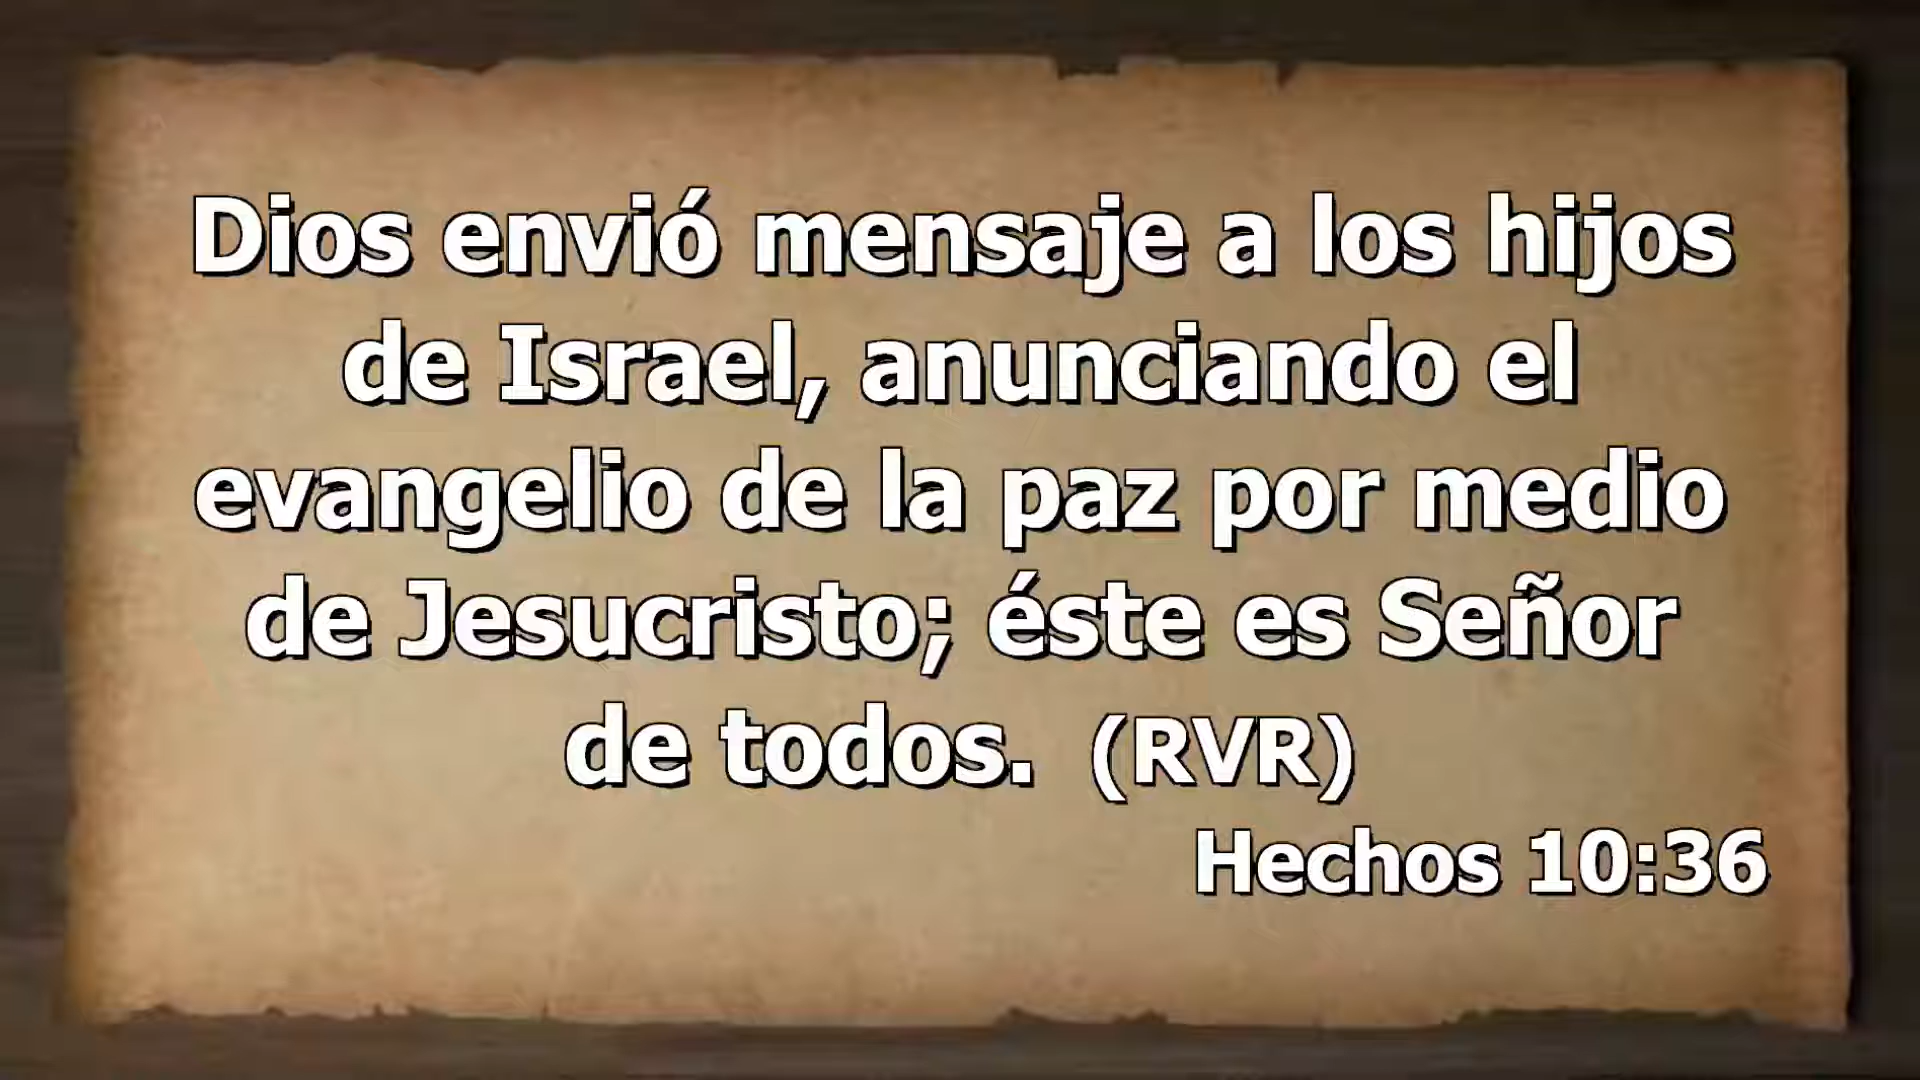 Dios envió mensaje a los hijos
de Israel, anunciando el
evangelio de la paz por medio
de Jesucristo; éste es Señor
de todos.  (RVR)
Hechos 10:36